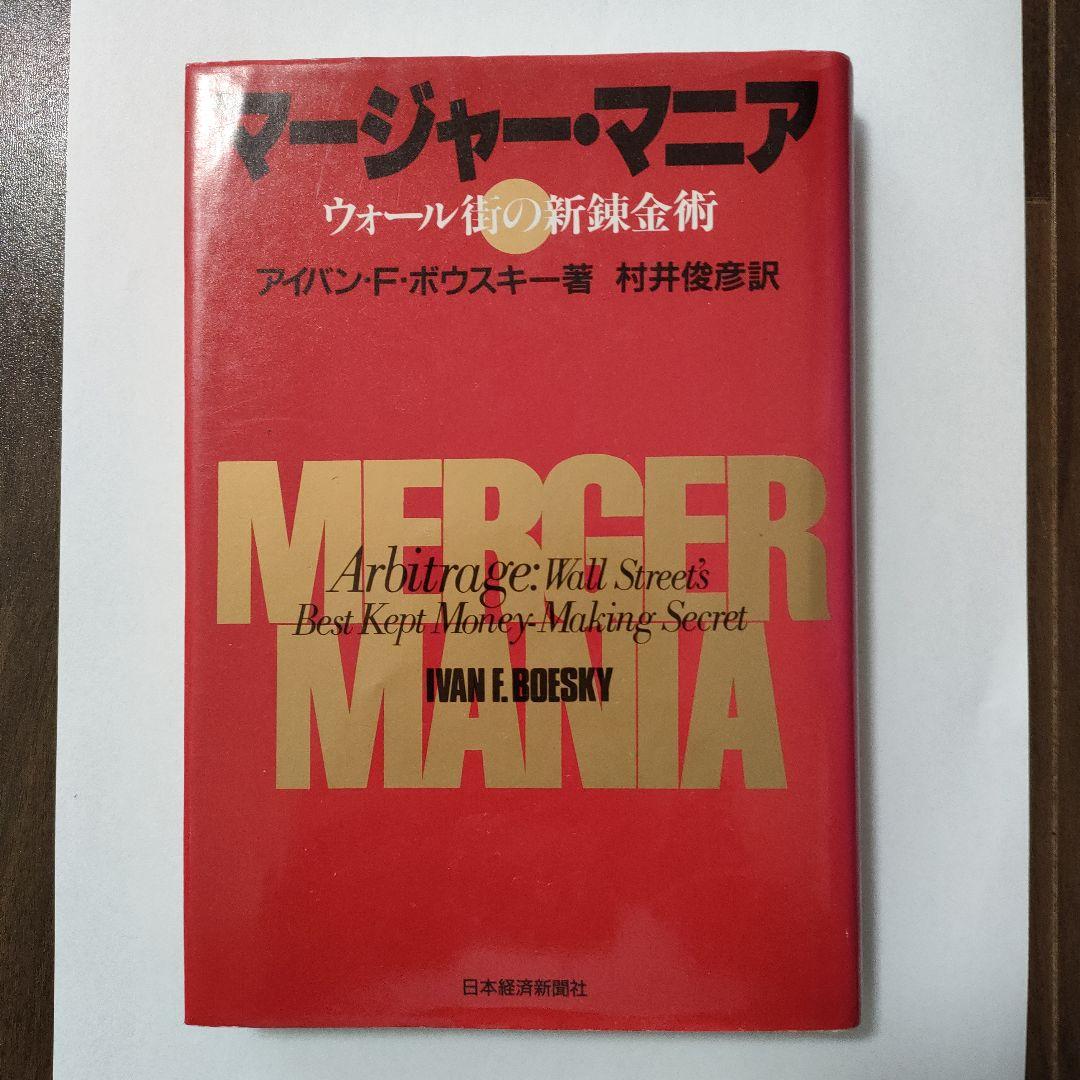 マージャー・マニア
ウォール街の新錬金術
アイバン・F・ボウスキー著 村井俊彦訳
MERGER
Arbitrage: Wall Street's
Best Kept Money-Making Secret
IVAN F. BOESKY
MANIA
日本経済新聞社